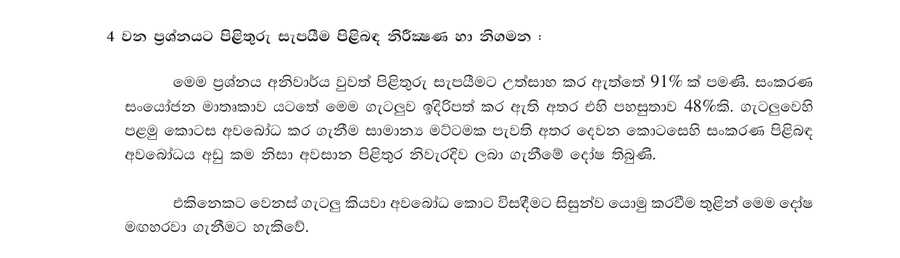 4 වන ප්‍රශ්නයට පිළිතුරු සැපයීම පිළිබඳ නිරීක්‍ෂණ හා නිගමන :
මෙම ප්‍රශ්නය අනිවාර්ය වුවත් පිළිතුරු සැපයීමට උත්සාහ කර ඇත්තේ 91% ක් පමණි. සංකරණ
සංයෝජන මාතෘකාව යටතේ මෙම ගැටලුව ඉදිරිපත් කර ඇති අතර එහි පහසුතාව 48%කි. ගැටලුවෙහි
පළමු කොටස අවබෝධ කර ගැනීම සාමාන්‍ය මට්ටමක පැවති අතර දෙවන කොටසෙහි සංකරණ පිළිබඳ
අවබෝධය අඩු කම නිසා අවසාන පිළිතුර නිවැරදිව ලබා ගැනීමේ දෝෂ තිබුණි.
එකිනෙකට වෙනස් ගැටලු කියවා අවබෝධ කොට විසඳීමට සිසුන්ව යොමු කරවීම තුළින් මෙම දෝෂ
මඟහරවා ගැනීමට හැකිවේ.